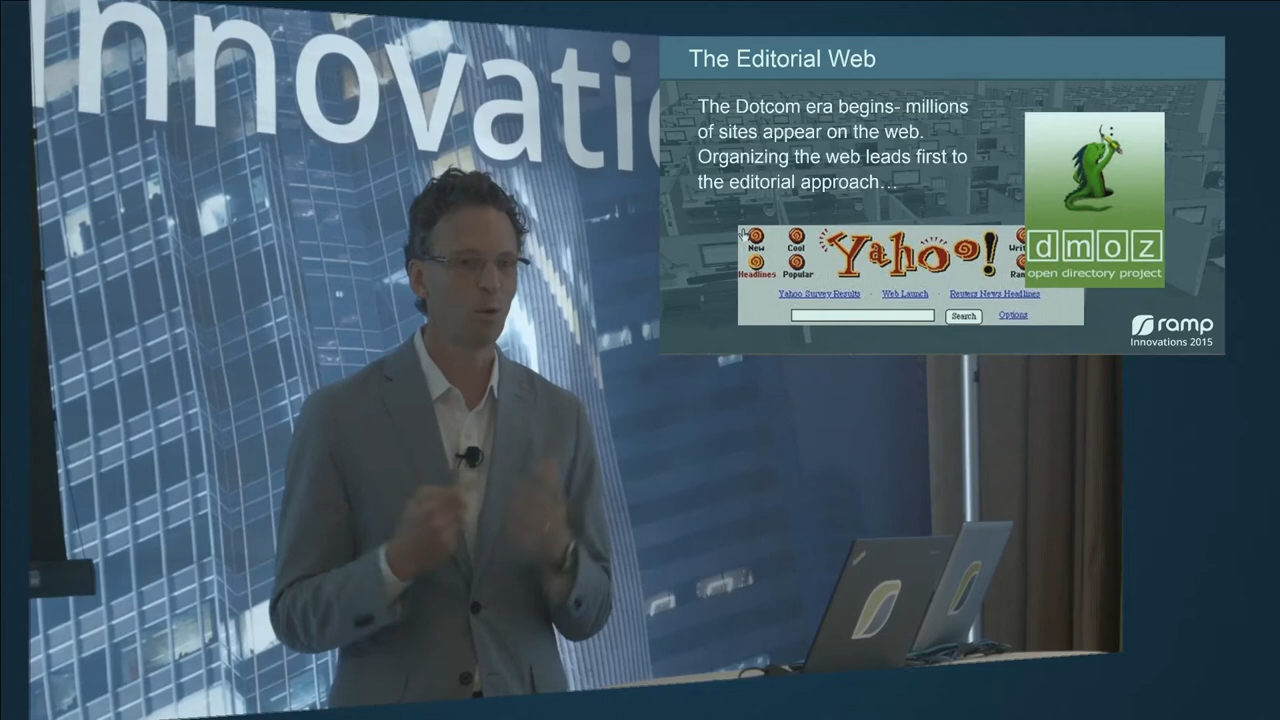 Innovatio
The Editorial Web
The Dotcom era begins- millions
of sites appear on the web.
Organizing the web leads first to
the editorial approach…
New
Cool
Yahoo!
Headlines
Popular
Yahoo Survey Results - Web Launch - Reuters News Headlines
Search
Options
dmoz
open directory project
ramp
Innovations 2015